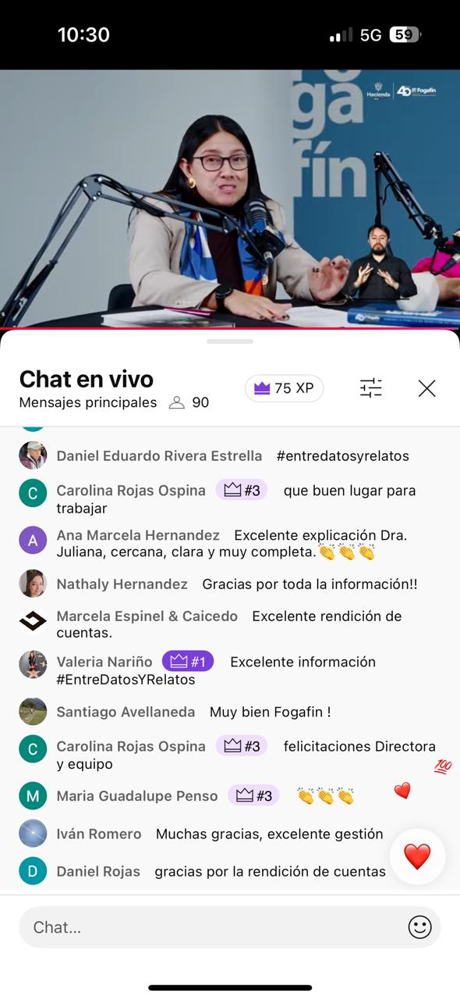 10:30
5G
59
ga
fín
Hacienda
40 Fogafín
Chat en vivo
Mensajes principales 90
75 XP
Daniel Eduardo Rivera Estrella #entredatosyrelatos
C
Carolina Rojas Ospina #3 que buen lugar para
trabajar
A
Ana Marcela Hernandez Excelente explicación Dra.
Juliana, cercana, clara y muy completa.👏👏👏
Nathaly Hernandez Gracias por toda la información!!
Marcela Espinel & Caicedo Excelente rendición de
cuentas.
Valeria Nariño #1 Excelente información
#EntreDatosYRelatos
Santiago Avellaneda Muy bien Fogafin !
C
Carolina Rojas Ospina #3 felicitaciones Directora
y equipo
💯
M
Maria Guadalupe Penso #3 👏👏👏
Iván Romero Muchas gracias, excelente gestión
D
Daniel Rojas gracias por la rendición de cuentas
Chat...